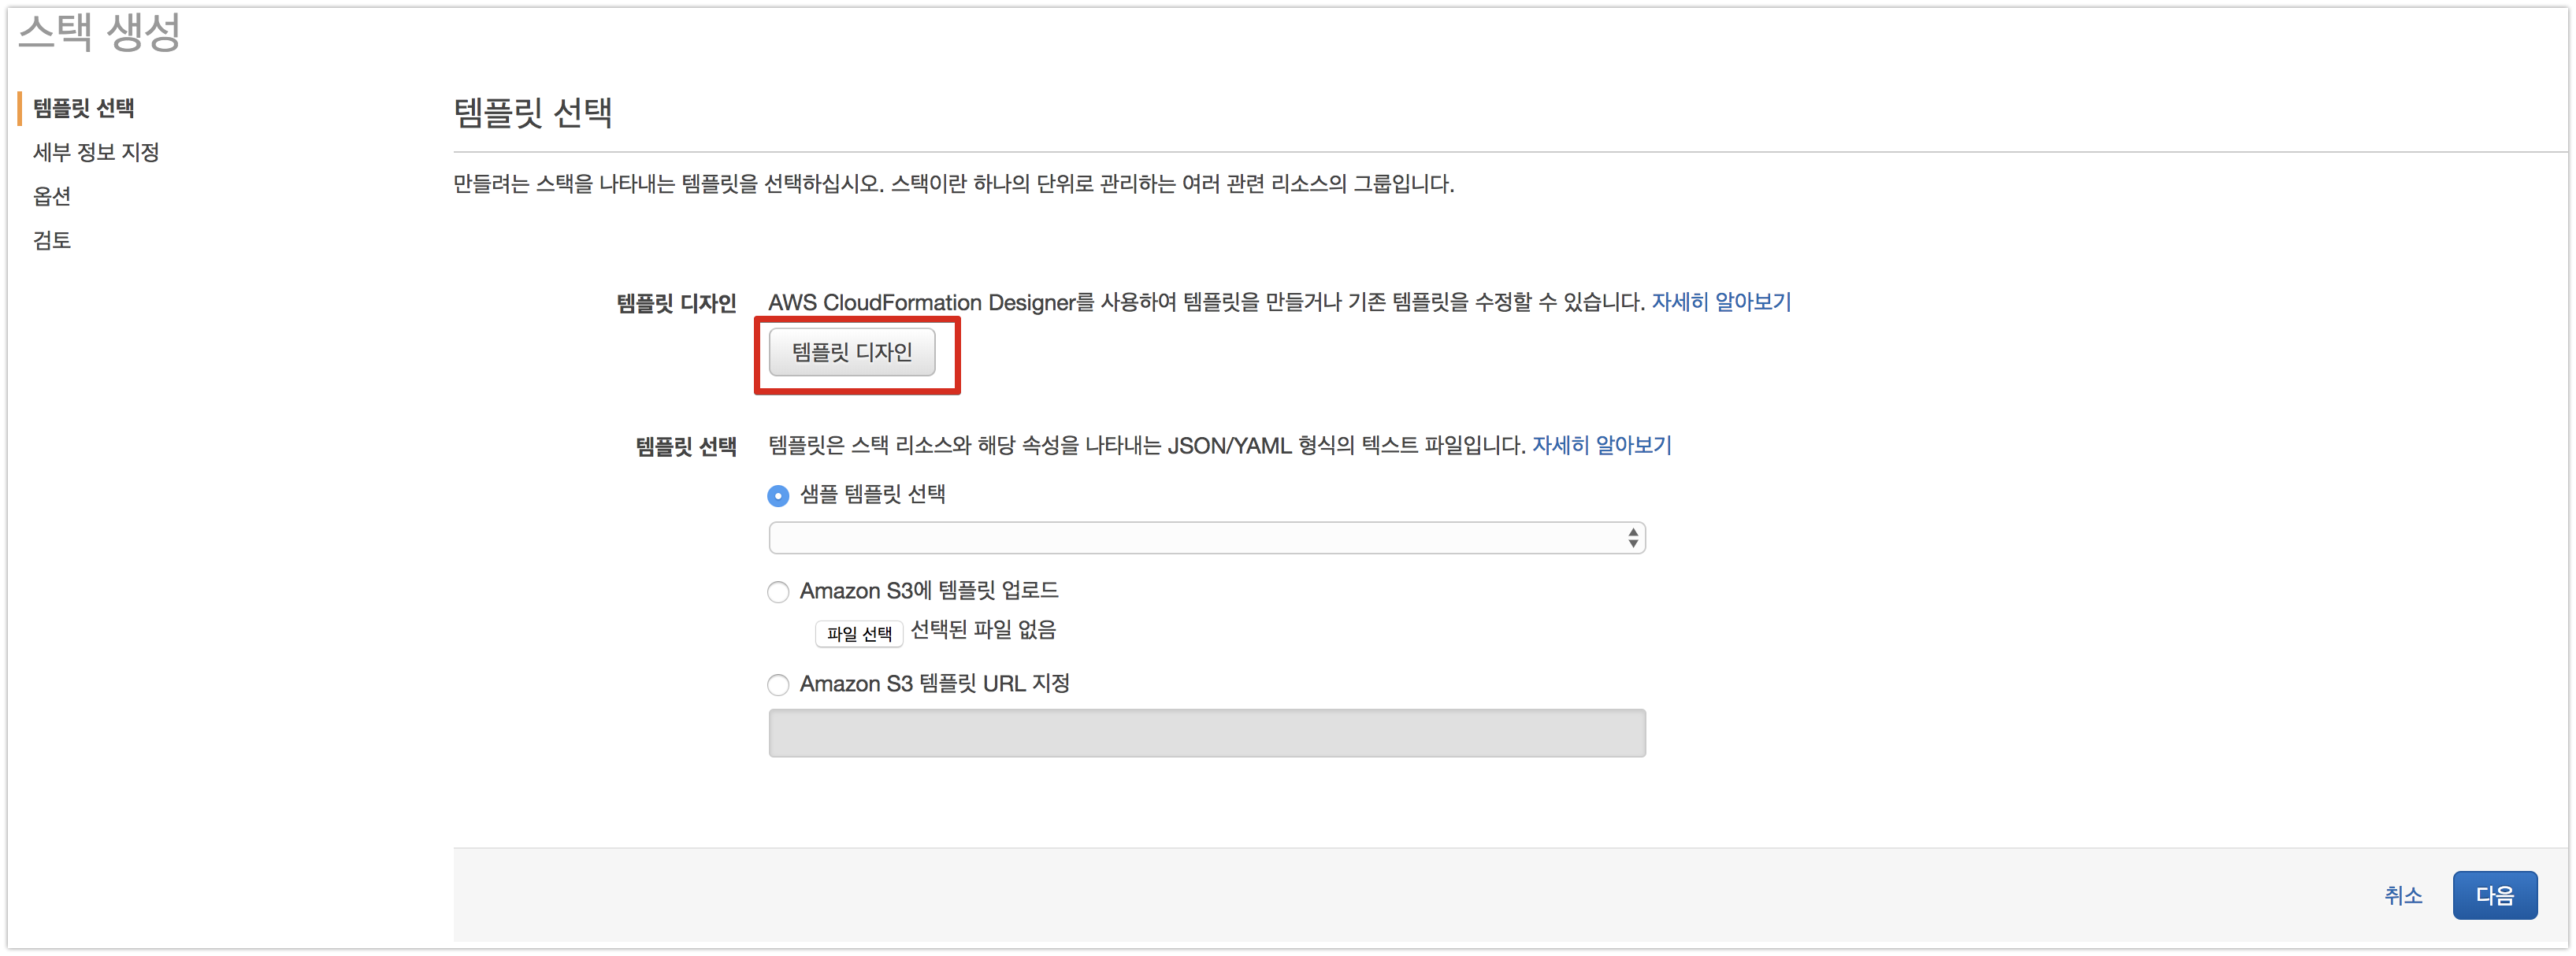 스택 생성
템플릿 선택
세부 정보 지정
옵션
검토
템플릿 선택
만들려는 스택을 나타내는 템플릿을 선택하십시오. 스택이란 하나의 단위로 관리하는 여러 관련 리소스의 그룹입니다.
템플릿 디자인 AWS CloudFormation Designer를 사용하여 템플릿을 만들거나 기존 템플릿을 수정할 수 있습니다. 자세히 알아보기
템플릿 디자인
템플릿 선택 템플릿은 스택 리소스와 해당 속성을 나타내는 JSON/YAML 형식의 텍스트 파일입니다. 자세히 알아보기
샘플 템플릿 선택
Amazon S3에 템플릿 업로드
파일 선택 선택된 파일 없음
Amazon S3 템플릿 URL 지정
취소 다음